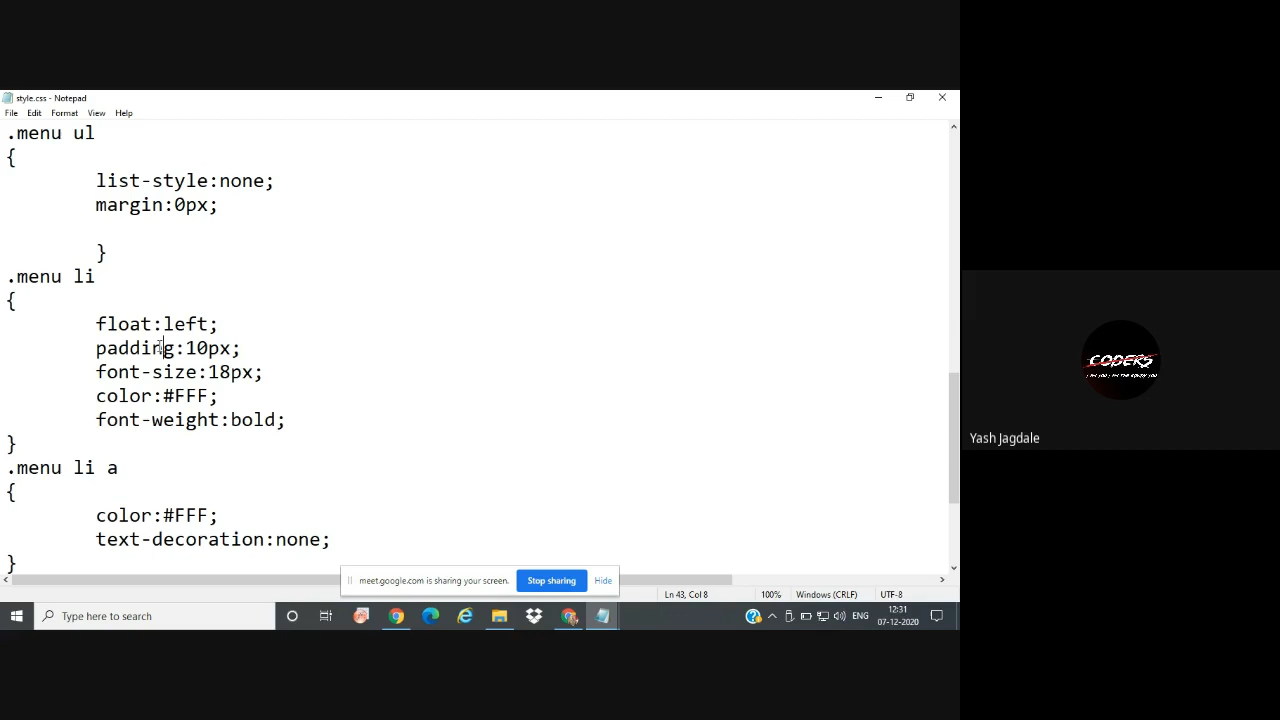 style.css - Notepad
File Edit Format View Help
.menu ul
{
list-style:none;
margin:0px;
}
.menu li
{
float:left;
padding:10px;
font-size:18px;
color:#FFF;
font-weight:bold;
}
.menu li a
{
color:#FFF;
text-decoration:none;
}
meet.google.com is sharing your screen. Stop sharing Hide
Ln 43, Col 8 100% Windows (CRLF) UTF-8
Type here to search
ENG
12:31
07-12-2020
CODERS
Yash Jagdale